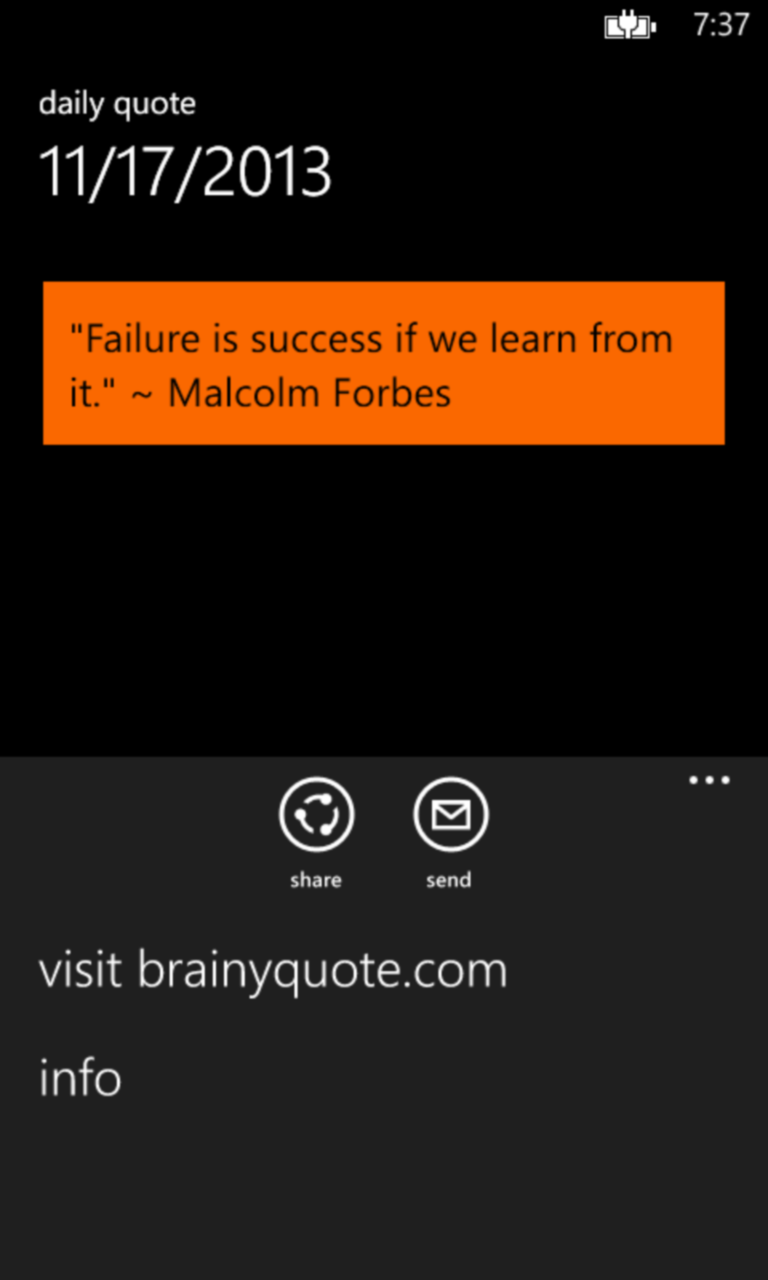 7:37
daily quote
11/17/2013
"Failure is success if we learn from
it." ~ Malcolm Forbes
share
send
visit brainyquote.com
info